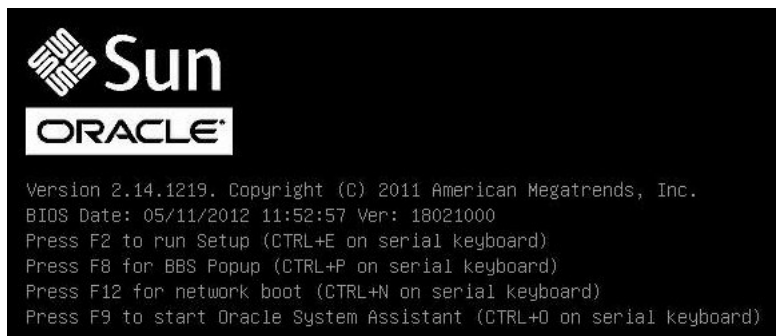 Sun
ORACLE
Version 2.14.1219. Copyright (C) 2011 American Megatrends, Inc.
BIOS Date: 05/11/2012 11:52:57 Ver: 18021000
Press F2 to run Setup (CTRL+E on serial keyboard)
Press F8 for BBS Popup (CTRL+P on serial keyboard)
Press F12 for network boot (CTRL+N on serial keyboard)
Press F9 to start Oracle System Assistant (CTRL+O on serial keyboard)